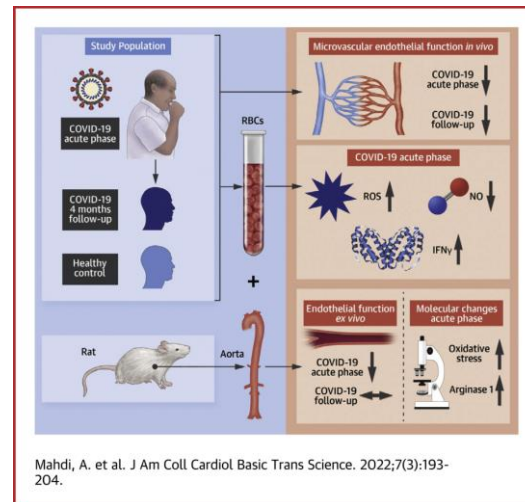 Study Population
COVID-19
acute phase
COVID-19
4 months
follow-up
Healthy
control
RBCs
+
Rat
Aorta
Microvascular endothelial function in vivo
COVID-19
acute phase
COVID-19
follow-up
COVID-19 acute phase
ROS
NO
IFNγ
Endothelial function
ex vivo
COVID-19
acute phase
COVID-19
follow-up
Molecular changes
acute phase
Oxidative
stress
Arginase 1
Mahdi, A. et al. J Am Coll Cardiol Basic Trans Science. 2022;7(3):193-
204.